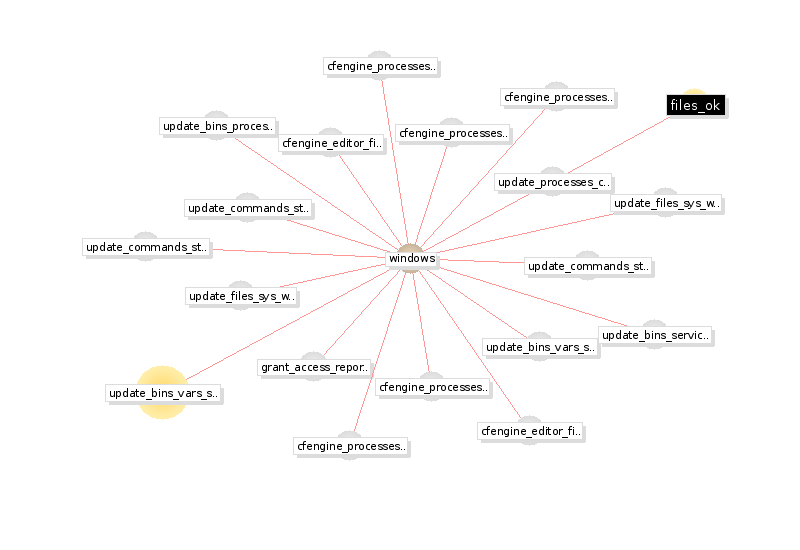 cfengine_processes..
cfengine_processes..
files_ok
update_bins_proces..
cfengine_processes..
cfengine_editor_fi..
update_processes_c..
update_files_sys_w..
update_commands_st..
update_commands_st..
windows
update_commands_st..
update_files_sys_w..
update_bins_servic..
update_bins_vars_s..
grant_access_repor..
cfengine_processes..
update_bins_vars_s..
cfengine_editor_fi..
cfengine_processes..